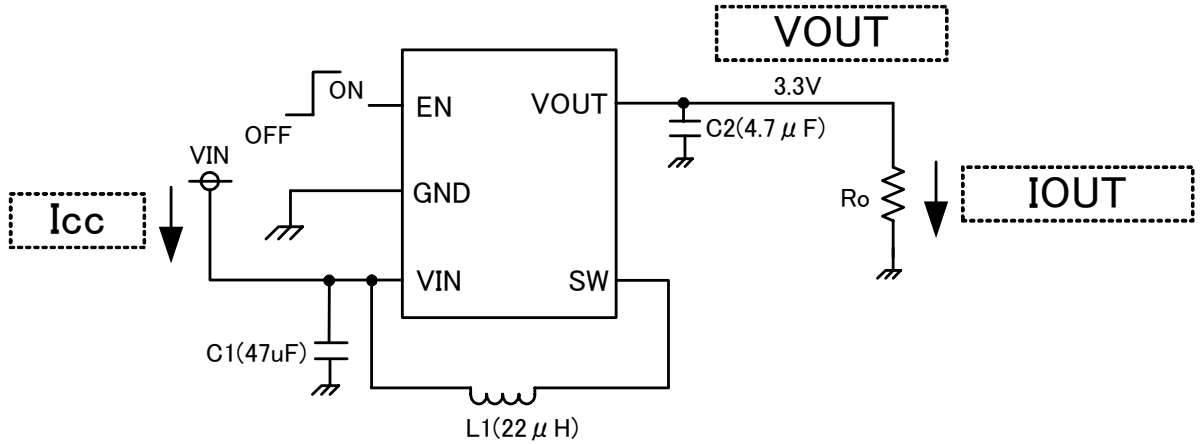 VOUT
3.3V
ON
OFF
EN
VOUT
C2(4.7μF)
VIN
GND
Ro
IOUT
Icc
VIN
SW
C1(47uF)
L1(22μH)